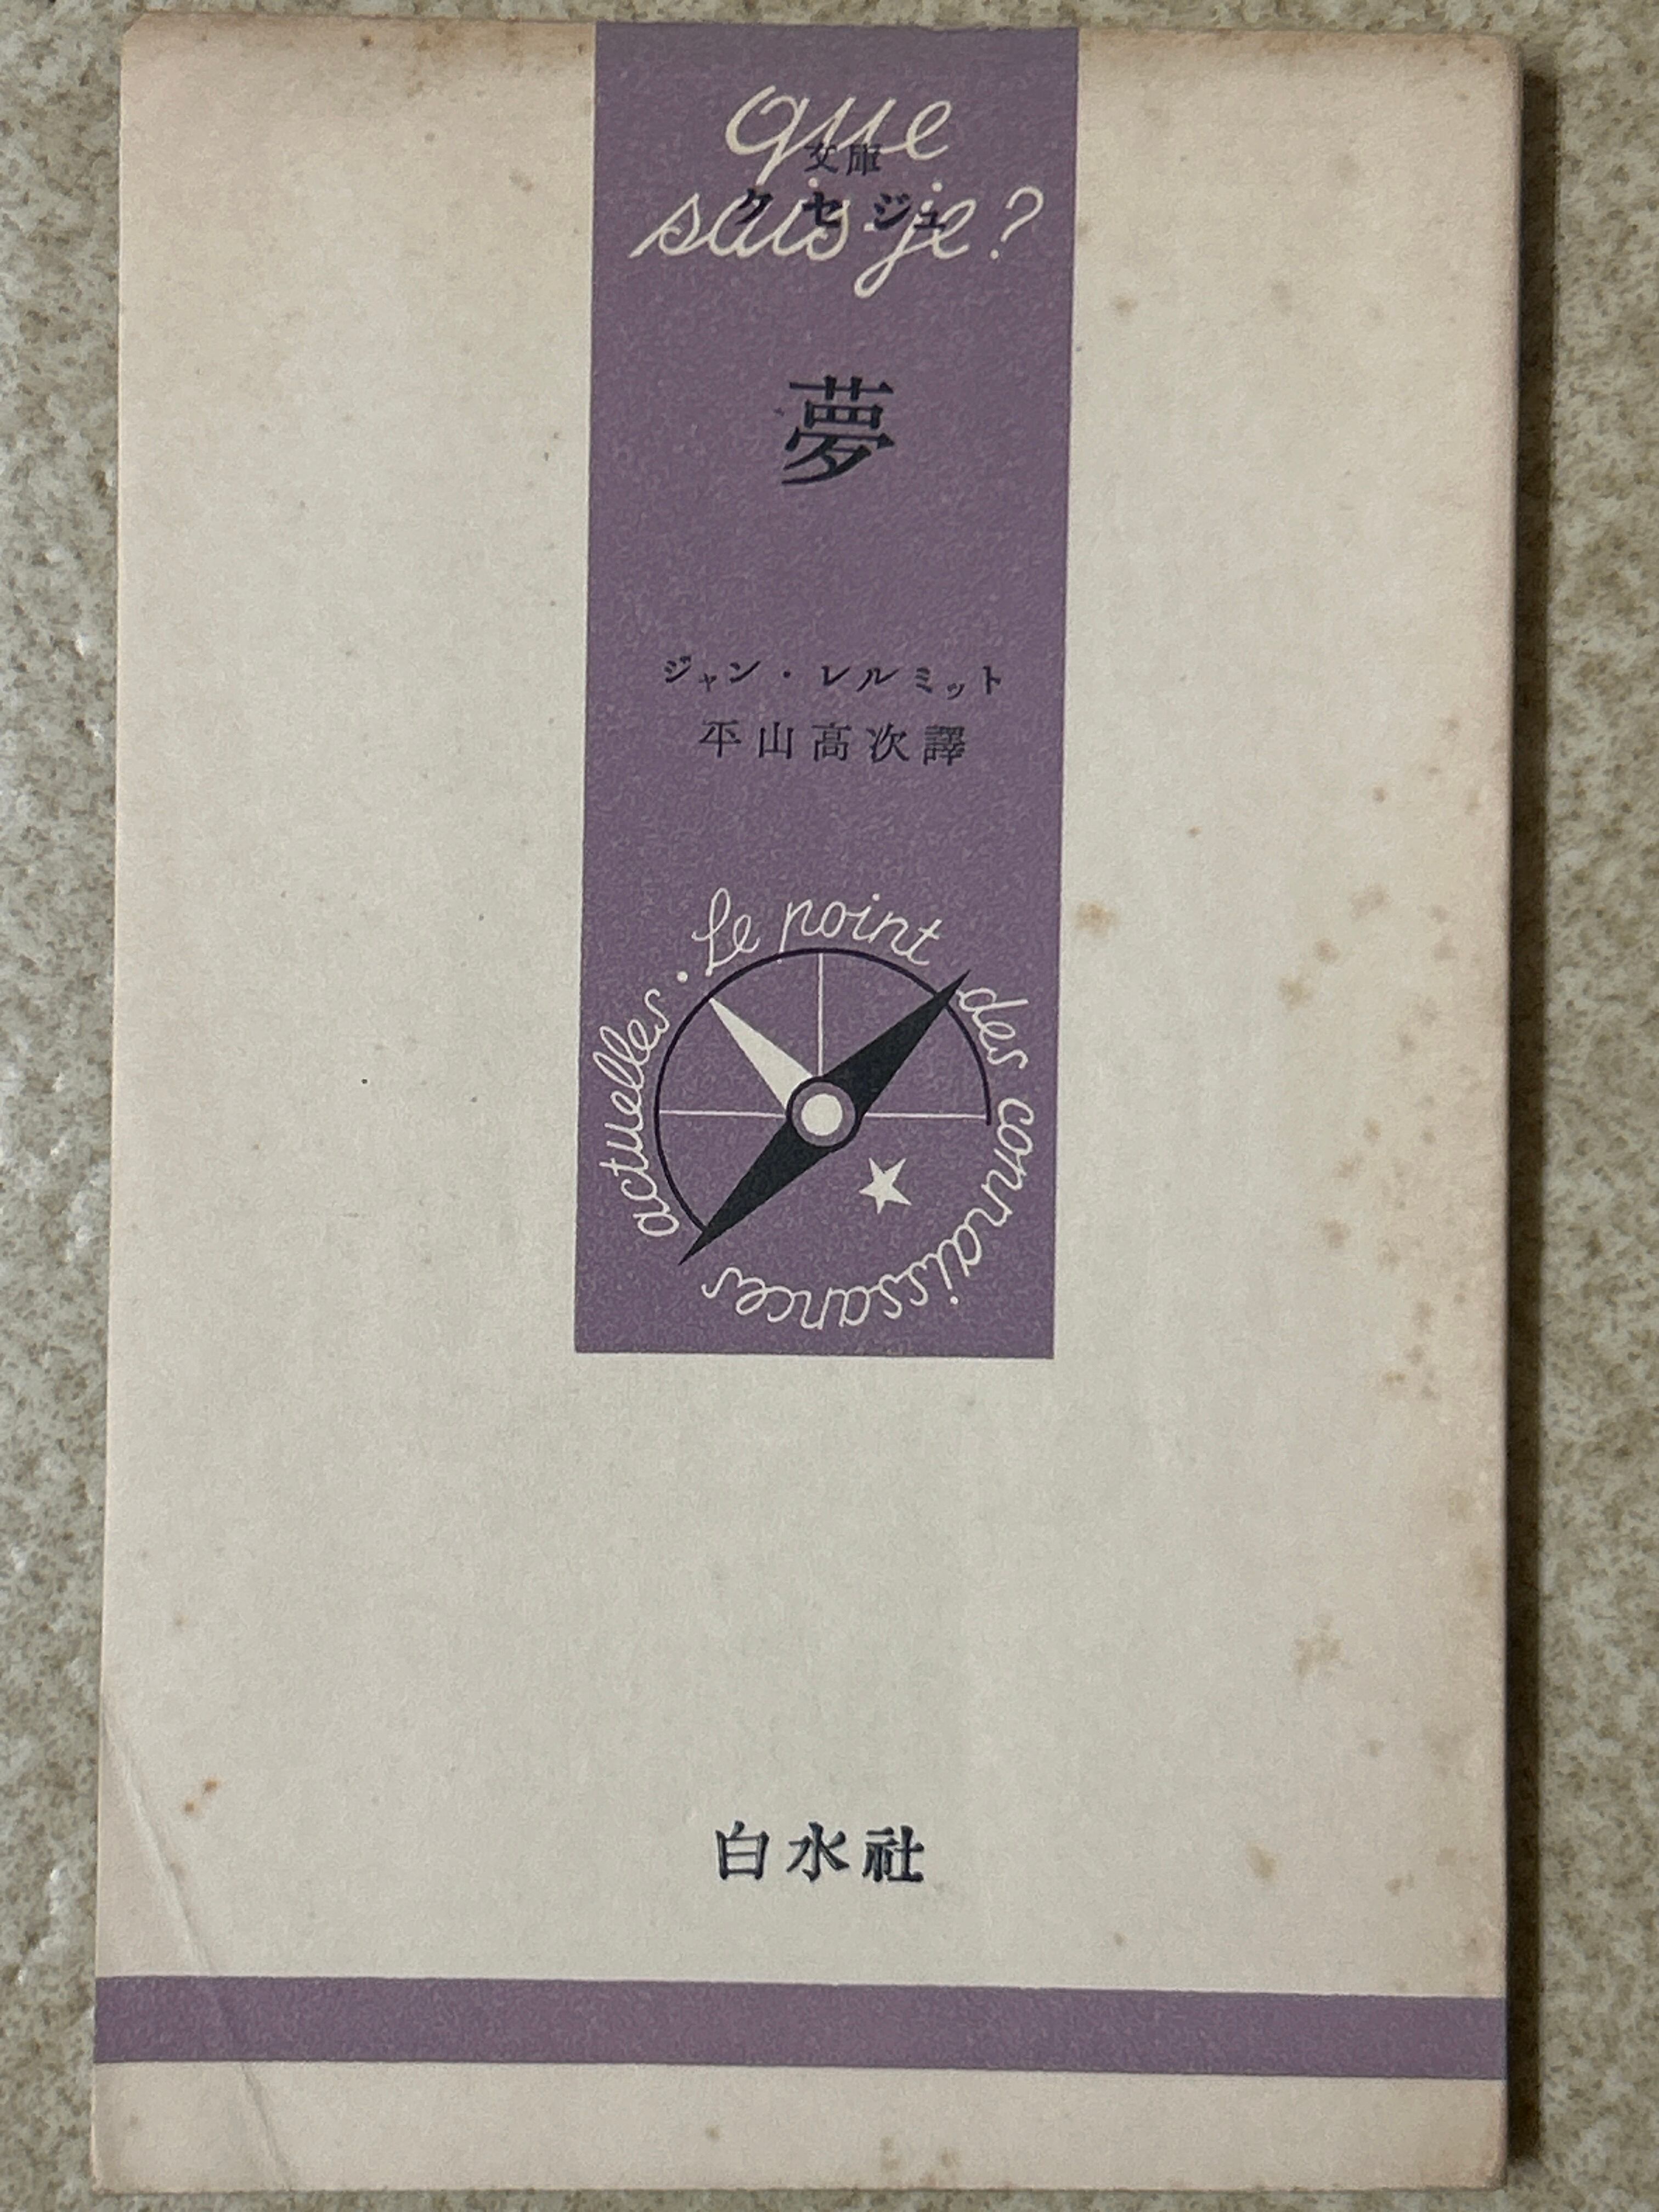 que
文庫
クセジュ
sais-je?
夢
ジャン・レルミット
平山高次譯
Le point des connaissances actuelles ·
白水社